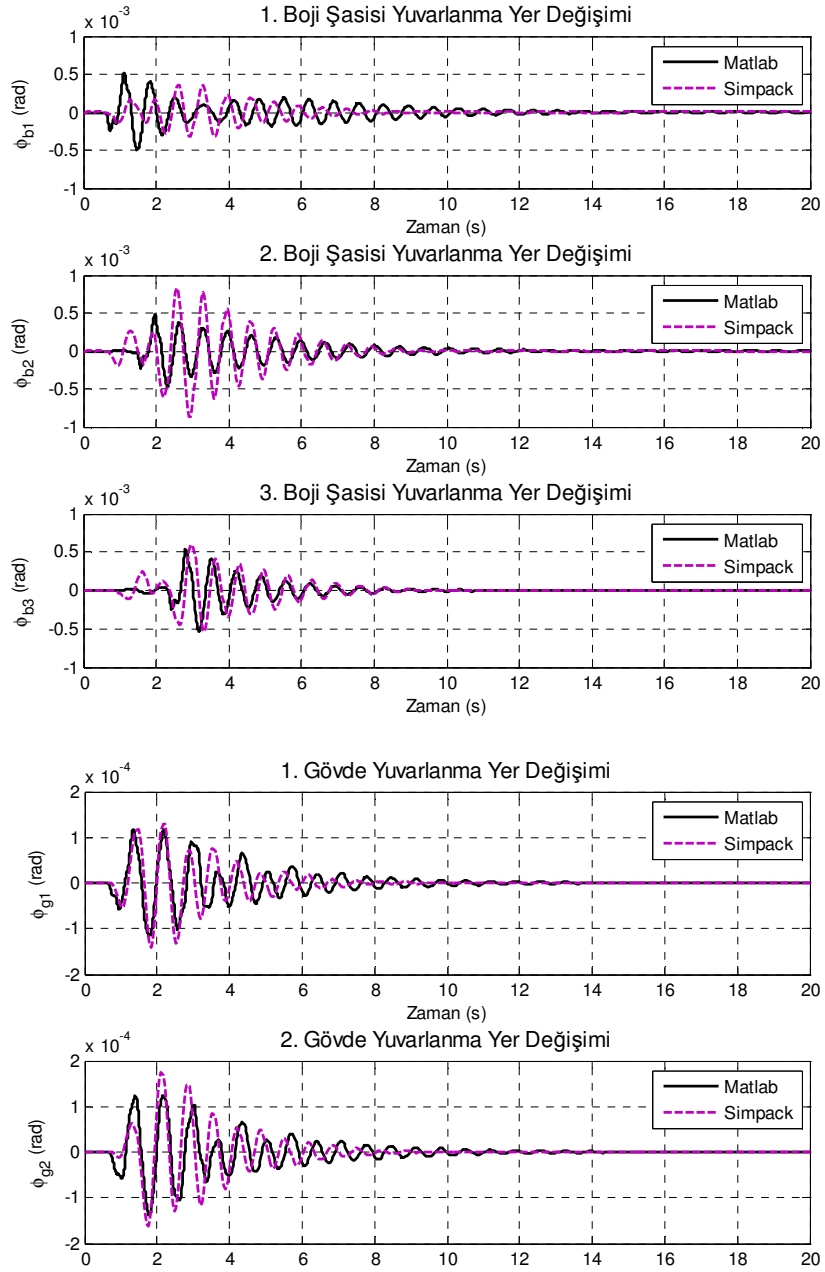 1. Boji Şasisi Yuvarlanma Yer Değişimi
x 10^-3
1
0.5
0
-0.5
-1
ϕb1 (rad)
Matlab
Simpack
0 2 4 6 8 10 12 14 16 18 20
Zaman (s)
2. Boji Şasisi Yuvarlanma Yer Değişimi
x 10^-3
1
0.5
0
-0.5
-1
ϕb2 (rad)
Matlab
Simpack
0 2 4 6 8 10 12 14 16 18 20
Zaman (s)
3. Boji Şasisi Yuvarlanma Yer Değişimi
x 10^-3
1
0.5
0
-0.5
-1
ϕb3 (rad)
Matlab
Simpack
0 2 4 6 8 10 12 14 16 18 20
Zaman (s)
1. Gövde Yuvarlanma Yer Değişimi
x 10^-4
2
1
0
-1
-2
ϕg1 (rad)
Matlab
Simpack
0 2 4 6 8 10 12 14 16 18 20
Zaman (s)
2. Gövde Yuvarlanma Yer Değişimi
x 10^-4
2
1
0
-1
-2
ϕg2 (rad)
Matlab
Simpack
0 2 4 6 8 10 12 14 16 18 20